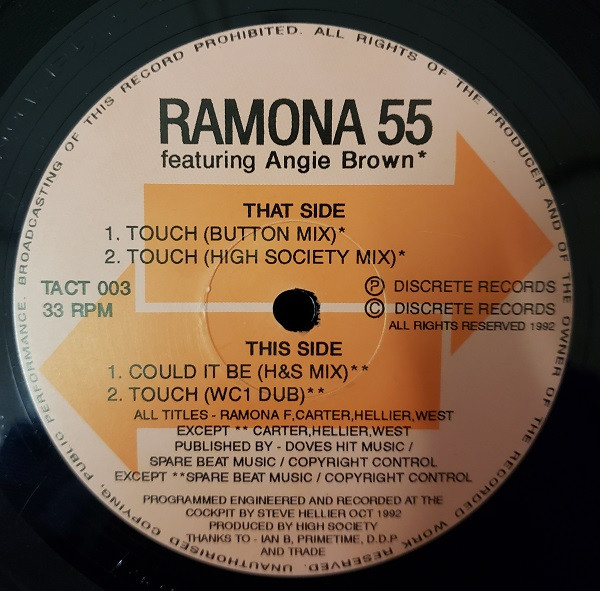 ALL RIGHTS OF THE PRODUCER AND OF THE OWNER OF THE RECORDED WORK RESERVED. UNAUTHORISED COPYING, PUBLIC PERFORMANCE. BROADCASTING OF THIS RECORD PROHIBITED.
RAMONA 55
featuring Angie Brown*
THAT SIDE
1. TOUCH (BUTTON MIX)*
2. TOUCH (HIGH SOCIETY MIX)*
TACT 003
33 RPM
Ⓟ DISCRETE RECORDS
© DISCRETE RECORDS
ALL RIGHTS RESERVED 1992
THIS SIDE
1. COULD IT BE (H&S MIX)**
2. TOUCH (WC1 DUB)**
ALL TITLES - RAMONA F,CARTER,HELLIER,WEST
EXCEPT ** CARTER,HELLIER,WEST
PUBLISHED BY - DOVES HIT MUSIC /
SPARE BEAT MUSIC / COPYRIGHT CONTROL
EXCEPT **SPARE BEAT MUSIC / COPYRIGHT CONTROL
PROGRAMMED ENGINEERED AND RECORDED AT THE
COCKPIT BY STEVE HELLIER OCT 1992
PRODUCED BY HIGH SOCIETY
THANKS TO - IAN B, PRIMETIME, D.D.P
AND TRADE